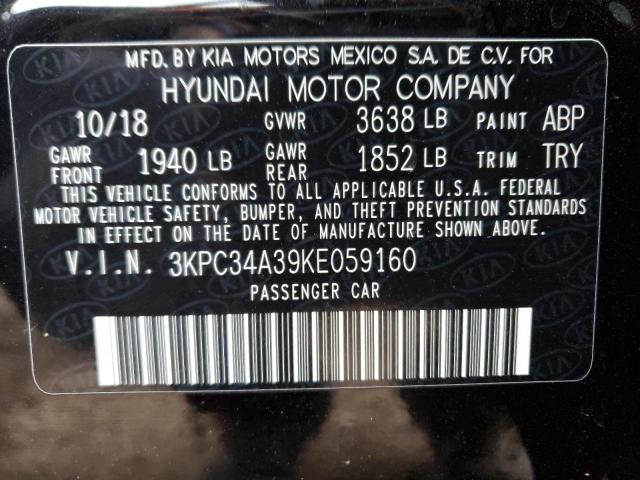 MFD. BY KIA MOTORS MEXICO S.A. DE C.V. FOR
HYUNDAI MOTOR COMPANY
10/18 GVWR 3638 LB PAINT ABP
GAWR FRONT 1940 LB GAWR REAR 1852 LB TRIM TRY
THIS VEHICLE CONFORMS TO ALL APPLICABLE U.S.A. FEDERAL
MOTOR VEHICLE SAFETY, BUMPER, AND THEFT PREVENTION STANDARDS
IN EFFECT ON THE DATE OF MANUFACTURE SHOWN ABOVE.
V.I.N. 3KPC34A39KE059160
PASSENGER CAR